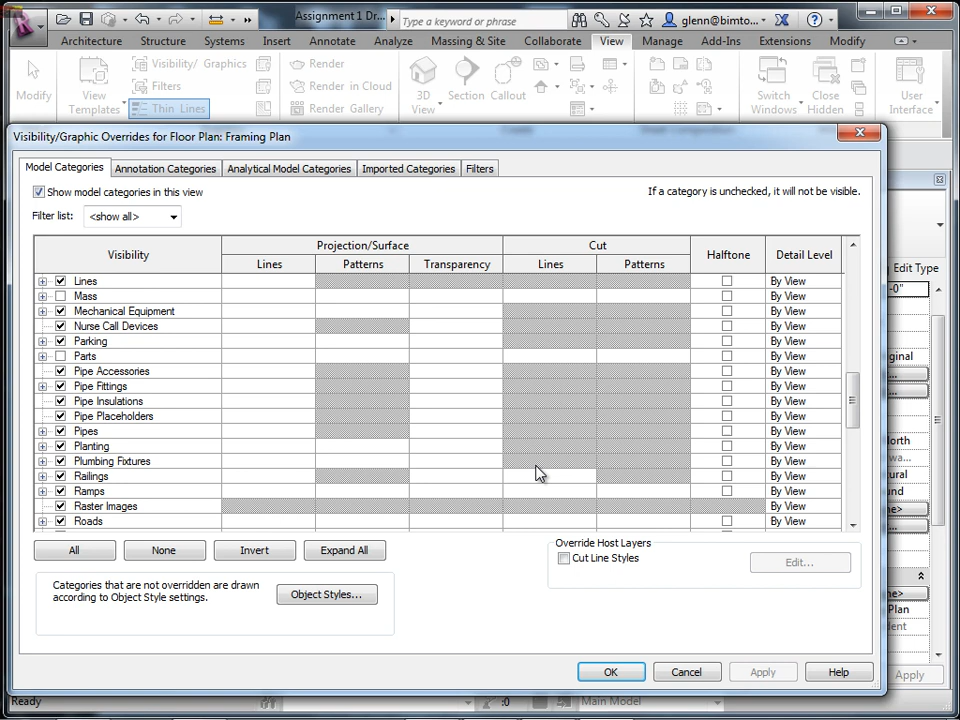 Assignment 1 Dr...
Type a keyword or phrase
glenn@bimto...
Architecture Structure Systems Insert Annotate Analyze Massing & Site Collaborate View Manage Add-Ins Extensions Modify
Modify
View
Templates
Visibility/ Graphics
Filters
Thin Lines
Render
Render in Cloud
Render Gallery
3D
View
Section
Callout
Switch
Windows
Close
Hidden
User
Interface
Visibility/Graphic Overrides for Floor Plan: Framing Plan
Model Categories Annotation Categories Analytical Model Categories Imported Categories Filters
Show model categories in this view
If a category is unchecked, it will not be visible.
Filter list: <show all>
Visibility Projection/Surface Cut Halftone Detail Level
Lines Patterns Transparency Lines Patterns
Lines By View
Mass By View
Mechanical Equipment By View
Nurse Call Devices By View
Parking By View
Parts By View
Pipe Accessories By View
Pipe Fittings By View
Pipe Insulations By View
Pipe Placeholders By View
Pipes By View
Planting By View
Plumbing Fixtures By View
Railings By View
Ramps By View
Raster Images By View
Roads By View
All None Invert Expand All
Override Host Layers
Cut Line Styles
Edit...
Categories that are not overridden are drawn
according to Object Style settings.
Object Styles...
OK Cancel Apply Help
Edit Type
-0"
iginal
...
...
orth
wa...
ural
und
e>
...
e>
Plan
dent
Apply
Ready
:0
Main Model